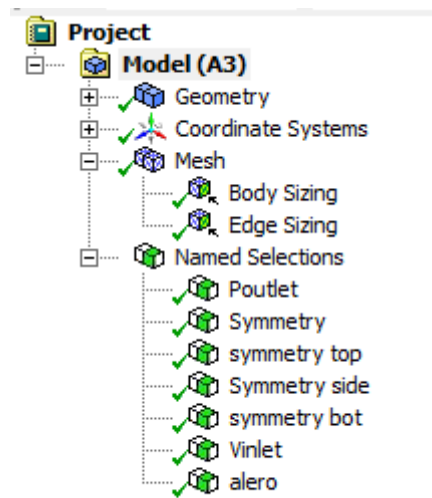 Project
Model (A3)
Geometry
Coordinate Systems
Mesh
Body Sizing
Edge Sizing
Named Selections
Poutlet
Symmetry
symmetry top
Symmetry side
symmetry bot
Vinlet
alero